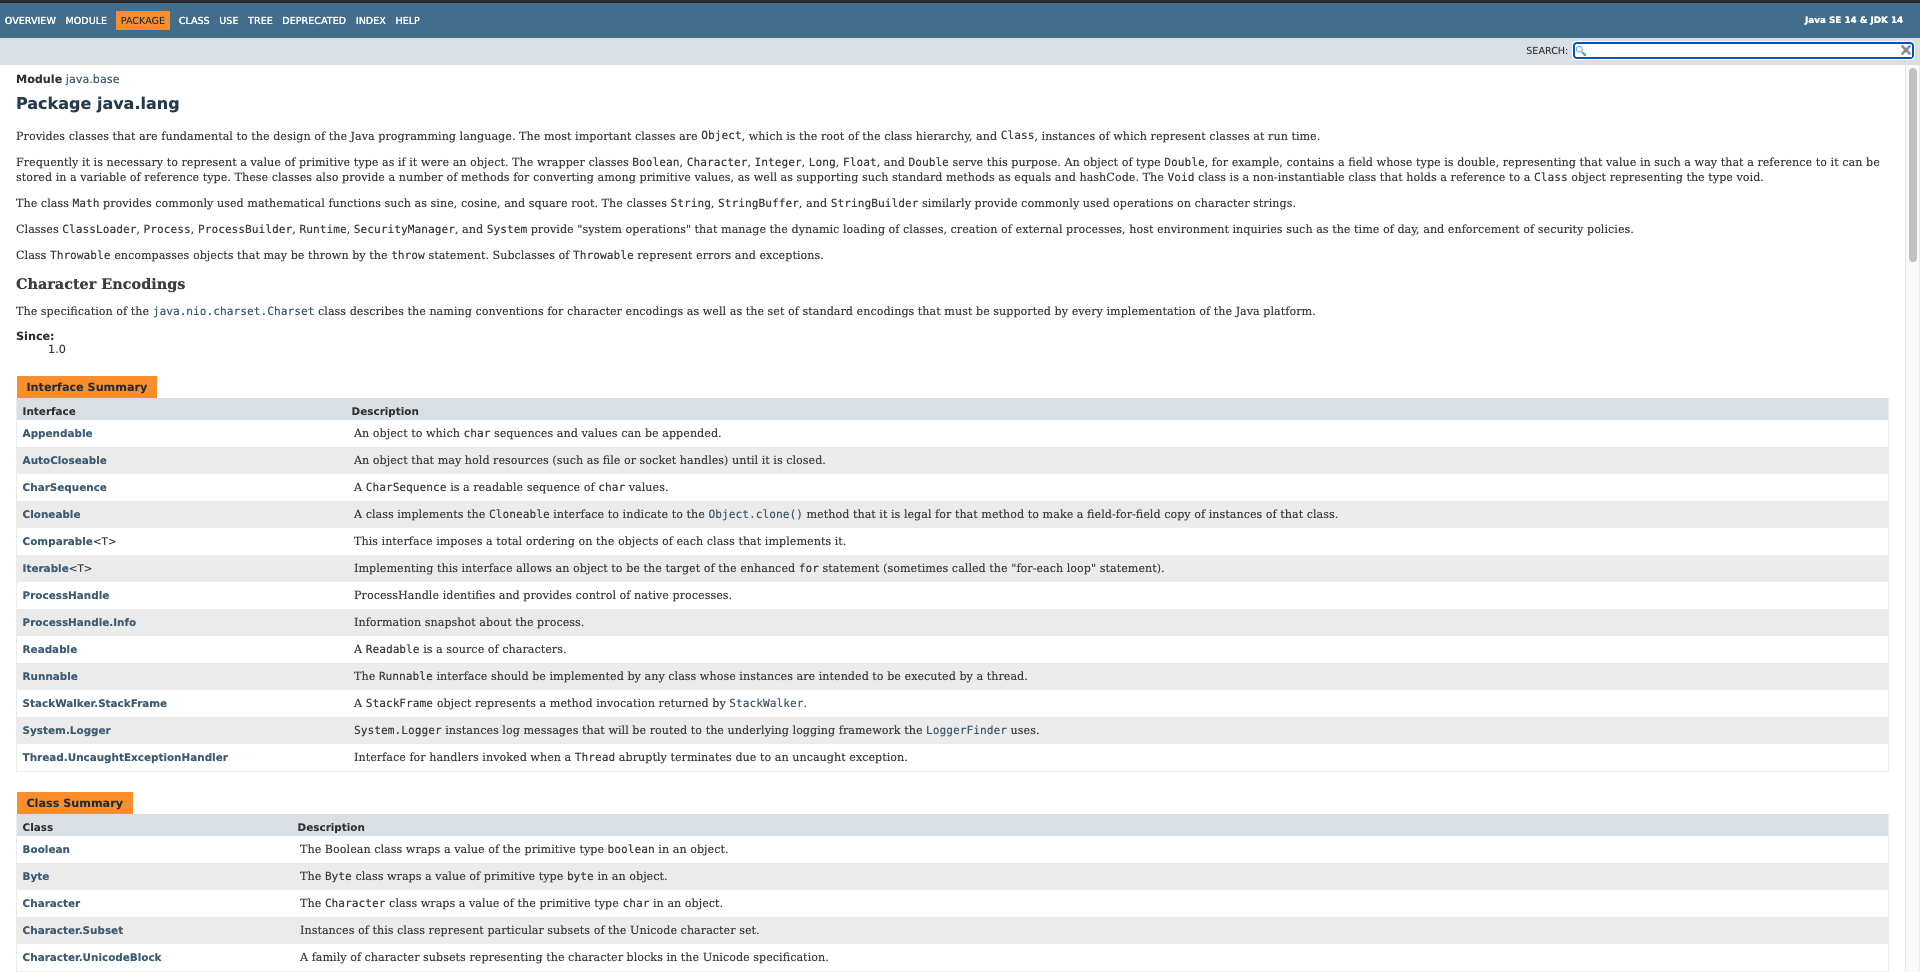 OVERVIEW MODULE PACKAGE CLASS USE TREE DEPRECATED INDEX HELP
Java SE 14 & JDK 14
SEARCH:
Module java.base
Package java.lang
Provides classes that are fundamental to the design of the Java programming language. The most important classes are Object, which is the root of the class hierarchy, and Class, instances of which represent classes at run time.
Frequently it is necessary to represent a value of primitive type as if it were an object. The wrapper classes Boolean, Character, Integer, Long, Float, and Double serve this purpose. An object of type Double, for example, contains a field whose type is double, representing that value in such a way that a reference to it can be
stored in a variable of reference type. These classes also provide a number of methods for converting among primitive values, as well as supporting such standard methods as equals and hashCode. The Void class is a non-instantiable class that holds a reference to a Class object representing the type void.
The class Math provides commonly used mathematical functions such as sine, cosine, and square root. The classes String, StringBuffer, and StringBuilder similarly provide commonly used operations on character strings.
Classes ClassLoader, Process, ProcessBuilder, Runtime, SecurityManager, and System provide "system operations" that manage the dynamic loading of classes, creation of external processes, host environment inquiries such as the time of day, and enforcement of security policies.
Class Throwable encompasses objects that may be thrown by the throw statement. Subclasses of Throwable represent errors and exceptions.
Character Encodings
The specification of the java.nio.charset.Charset class describes the naming conventions for character encodings as well as the set of standard encodings that must be supported by every implementation of the Java platform.
Since:
1.0
Interface Summary
Interface Description
Appendable An object to which char sequences and values can be appended.
AutoCloseable An object that may hold resources (such as file or socket handles) until it is closed.
CharSequence A CharSequence is a readable sequence of char values.
Cloneable A class implements the Cloneable interface to indicate to the Object.clone() method that it is legal for that method to make a field-for-field copy of instances of that class.
Comparable<T> This interface imposes a total ordering on the objects of each class that implements it.
Iterable<T> Implementing this interface allows an object to be the target of the enhanced for statement (sometimes called the "for-each loop" statement).
ProcessHandle ProcessHandle identifies and provides control of native processes.
ProcessHandle.Info Information snapshot about the process.
Readable A Readable is a source of characters.
Runnable The Runnable interface should be implemented by any class whose instances are intended to be executed by a thread.
StackWalker.StackFrame A StackFrame object represents a method invocation returned by StackWalker.
System.Logger System.Logger instances log messages that will be routed to the underlying logging framework the LoggerFinder uses.
Thread.UncaughtExceptionHandler Interface for handlers invoked when a Thread abruptly terminates due to an uncaught exception.
Class Summary
Class Description
Boolean The Boolean class wraps a value of the primitive type boolean in an object.
Byte The Byte class wraps a value of primitive type byte in an object.
Character The Character class wraps a value of the primitive type char in an object.
Character.Subset Instances of this class represent particular subsets of the Unicode character set.
Character.UnicodeBlock A family of character subsets representing the character blocks in the Unicode specification.